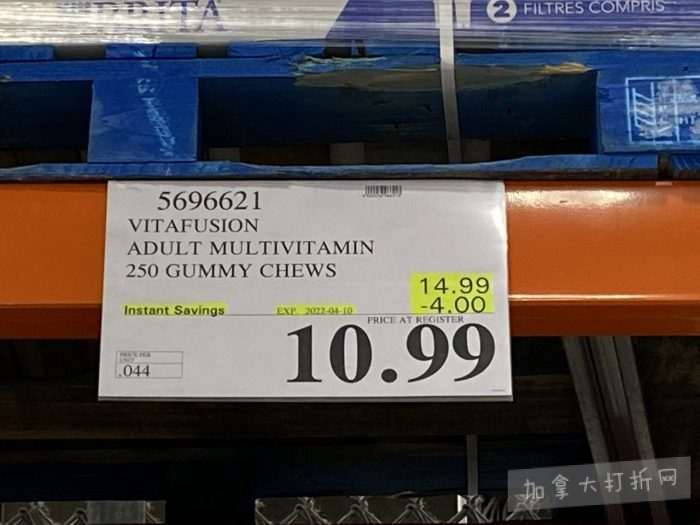 BRITA
2 FILTRES COMPRIS
5696621
VITAFUSION
ADULT MULTIVITAMIN
250 GUMMY CHEWS
14.99
-4.00
Instant Savings
EXP. 2022-04-10
PRICE AT REGISTER
10.99
PRICE PER
UNIT
.044
加拿大打折网